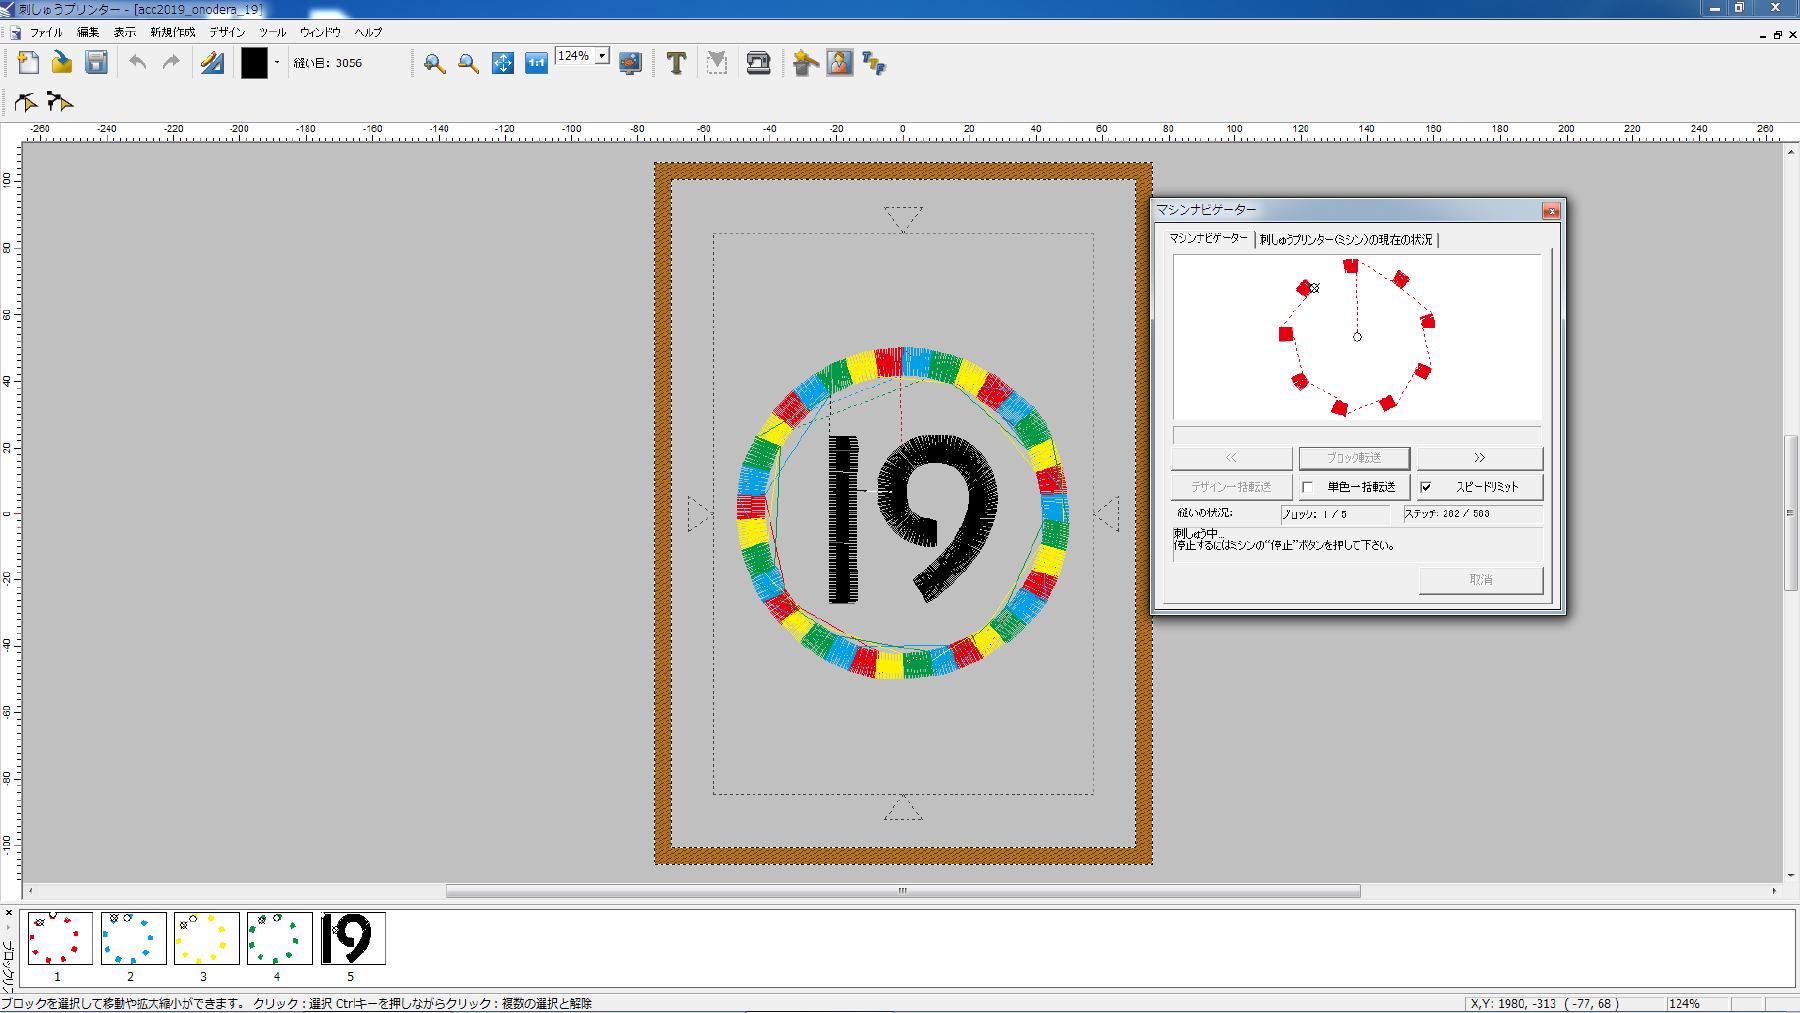 刺しゅうプリンター - [acc2019_onodera_19]
ファイル 編集 表示 新規作成 デザイン ツール ウィンドウ ヘルプ
縫い目: 3056
1:1
124%
T
TTF
-260 -240 -220 -200 -180 -160 -140 -120 -100 -80 -60 -40 -20 0 20 40 60 80 100 120 140 160 180 200 220 240 260
100
80
60
40
20
0
-20
-40
-60
-80
-100
19
マシンナビゲーター
マシンナビゲーター 刺しゅうプリンター(ミシン)の現在の状況
<< ブロック転送 >>
デザイン一括転送 単色一括転送 スピードリミット
縫いの状況: ブロック: 1 / 5 ステッチ: 282 / 583
刺しゅう中...
停止するにはミシンの“停止”ボタンを押して下さい。
取消
19
1 2 3 4 5
ブロックを選択して移動や拡大縮小ができます。 クリック：選択 Ctrlキーを押しながらクリック：複数の選択と解除
X,Y: 1980, -313 ( -77, 68 ) 124%